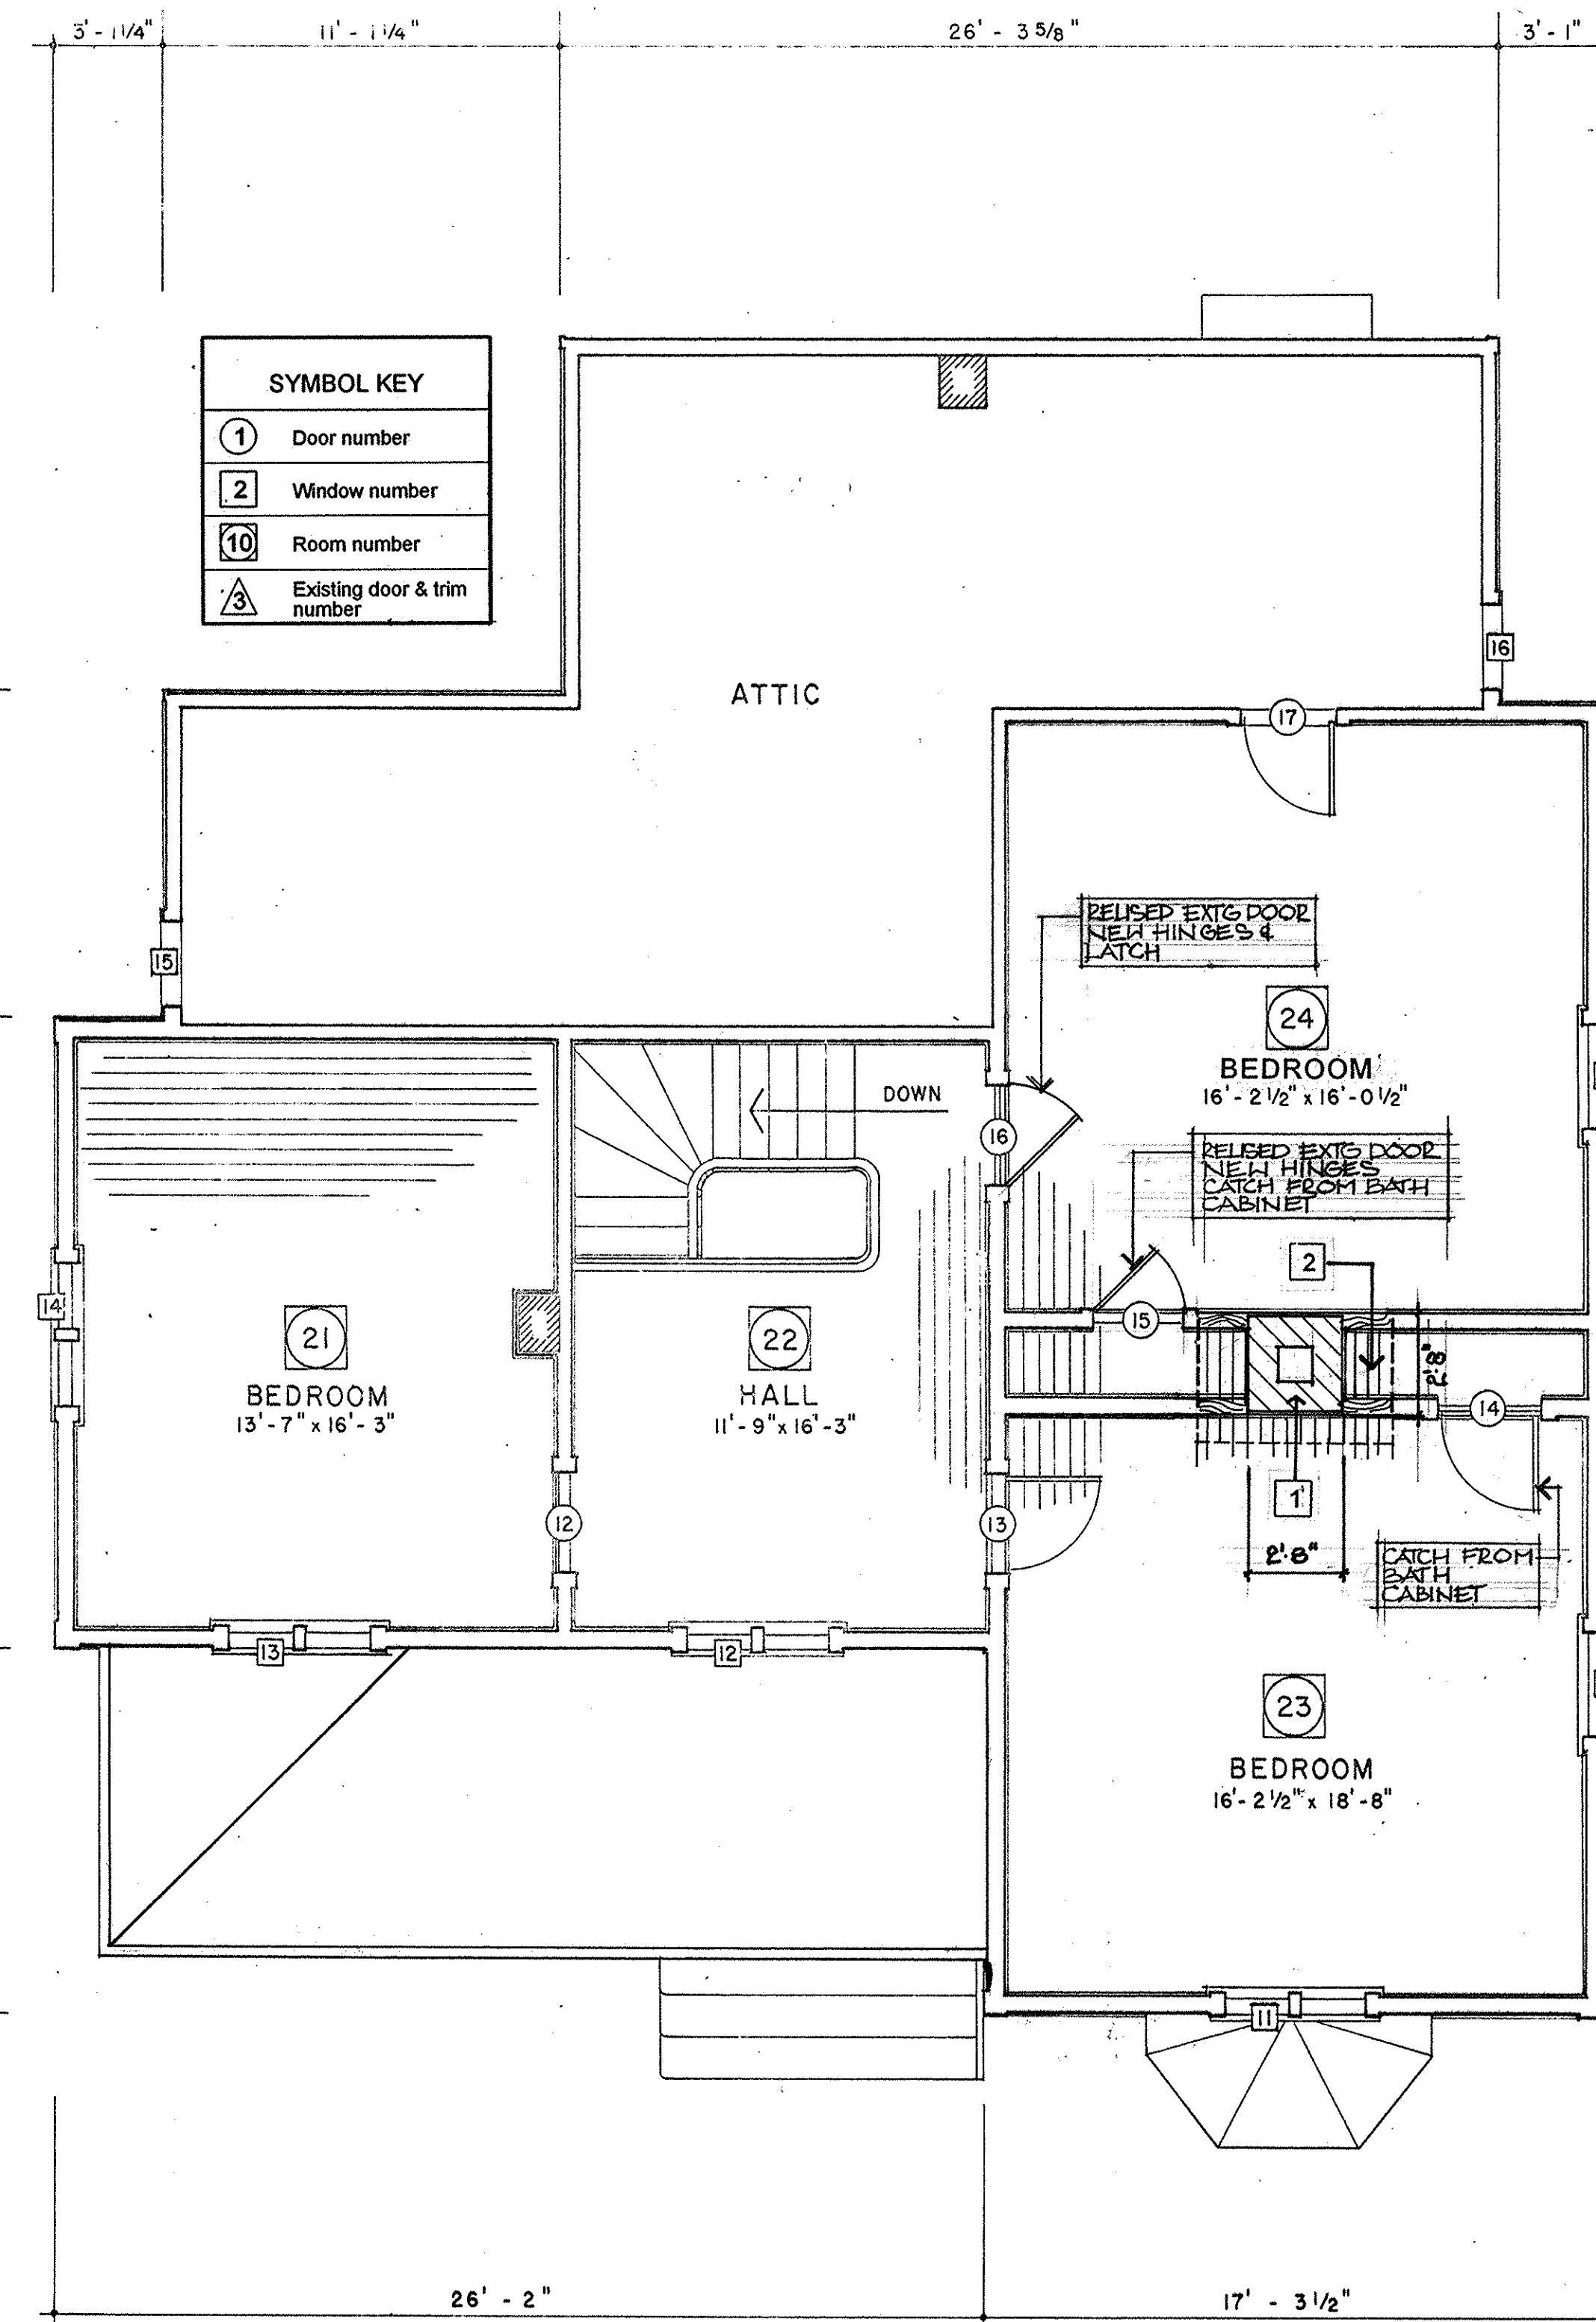 3'-1 1/4"
11'-1 1/4"
26'-3 5/8"
3'-1"
SYMBOL KEY
1 Door number
2 Window number
10 Room number
3 Existing door & trim
number
16
ATTIC
17
REUSED EXTG DOOR
NEW HINGES &
LATCH
15
24
BEDROOM
16'-2 1/2" x 16'-0 1/2"
DOWN
16
REUSED EXTG DOOR
NEW HINGES
CATCH FROM BATH
CABINET
2
14
21
BEDROOM
13'-7" x 16'-3"
22
HALL
11'-9" x 16'-3"
15
2'8"
14
1
12
13
2'8"
CATCH FROM
BATH
CABINET
13
12
23
BEDROOM
16'-2 1/2" x 18'-8"
11
26'-2"
17'-3 1/2"